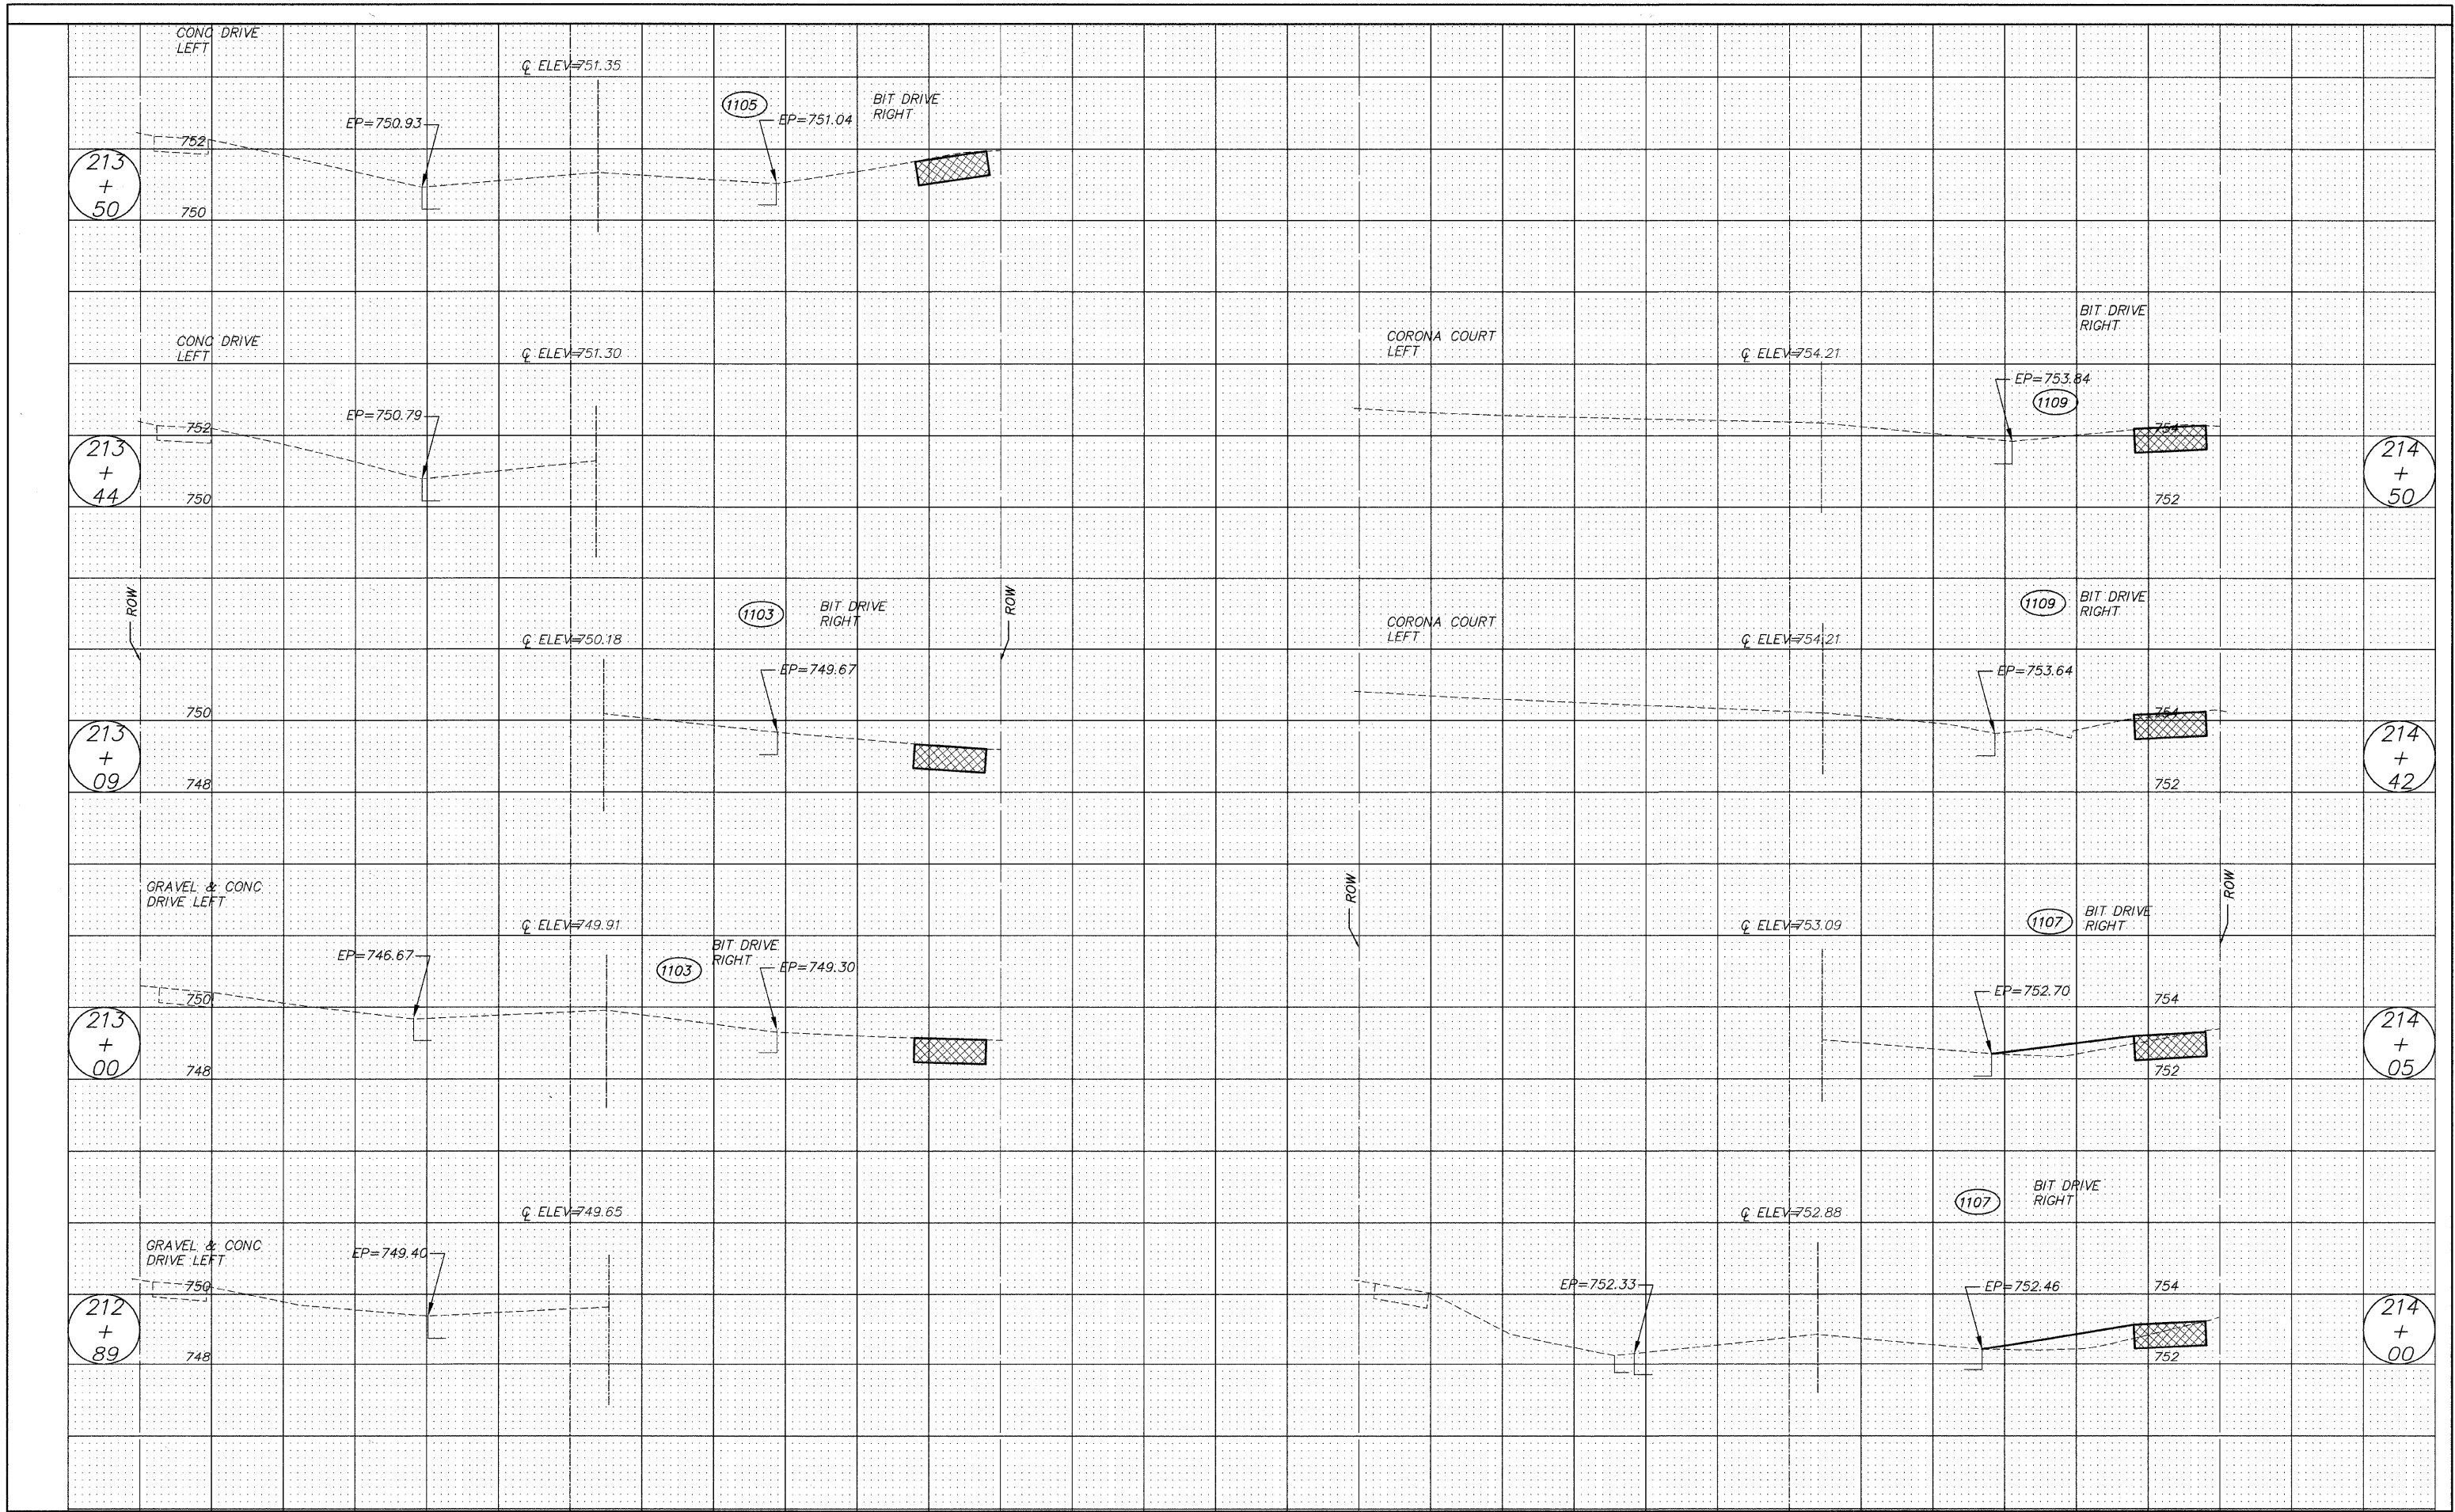 CONC DRIVE
LEFT
℄ ELEV=751.35
1105
BIT DRIVE
RIGHT
EP=750.93
EP=751.04
752
213
+
50
750
CONC DRIVE
LEFT
℄ ELEV=751.30
EP=750.79
752
213
+
44
750
ROW
ROW
1103
BIT DRIVE
RIGHT
℄ ELEV=750.18
EP=749.67
750
213
+
09
748
GRAVEL & CONC
DRIVE LEFT
℄ ELEV=749.91
EP=746.67
BIT DRIVE
RIGHT
1103
EP=749.30
750
213
+
00
748
℄ ELEV=749.65
GRAVEL & CONC
DRIVE LEFT
EP=749.40
750
212
+
89
748
BIT DRIVE
RIGHT
CORONA COURT
LEFT
℄ ELEV=754.21
EP=753.84
1109
754
214
+
50
752
1109
BIT DRIVE
RIGHT
CORONA COURT
LEFT
℄ ELEV=754.21
EP=753.64
754
214
+
42
752
ROW
ROW
1107
BIT DRIVE
RIGHT
℄ ELEV=753.09
EP=752.70
754
214
+
05
752
BIT DRIVE
RIGHT
1107
℄ ELEV=752.88
EP=752.33
EP=752.46
754
214
+
00
752